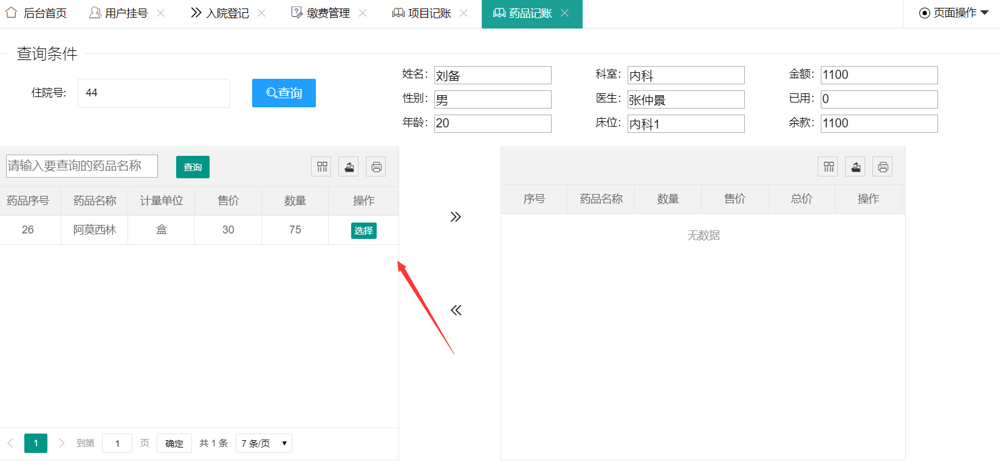 后台首页 用户挂号 入院登记 缴费管理 项目记账 药品记账 页面操作
查询条件
住院号: 44 查询
姓名: 刘备 科室: 内科 金额: 1100
性别: 男 医生: 张仲景 已用: 0
年龄: 20 床位: 内科1 余款: 1100
请输入要查询的药品名称 查询
药品序号 药品名称 计量单位 售价 数量 操作
26 阿莫西林 盒 30 75 选择
序号 药品名称 数量 售价 总价 操作
无数据
1 到第 1 页 确定 共 1 条 7 条/页